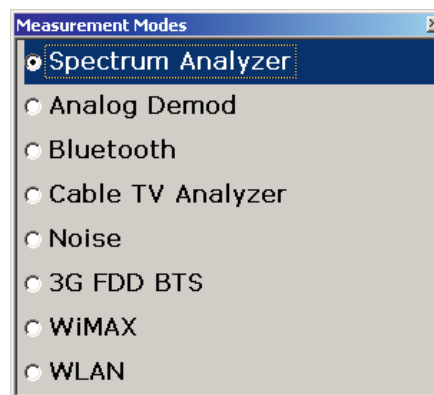 Measurement Modes
Spectrum Analyzer
Analog Demod
Bluetooth
Cable TV Analyzer
Noise
3G FDD BTS
WiMAX
WLAN